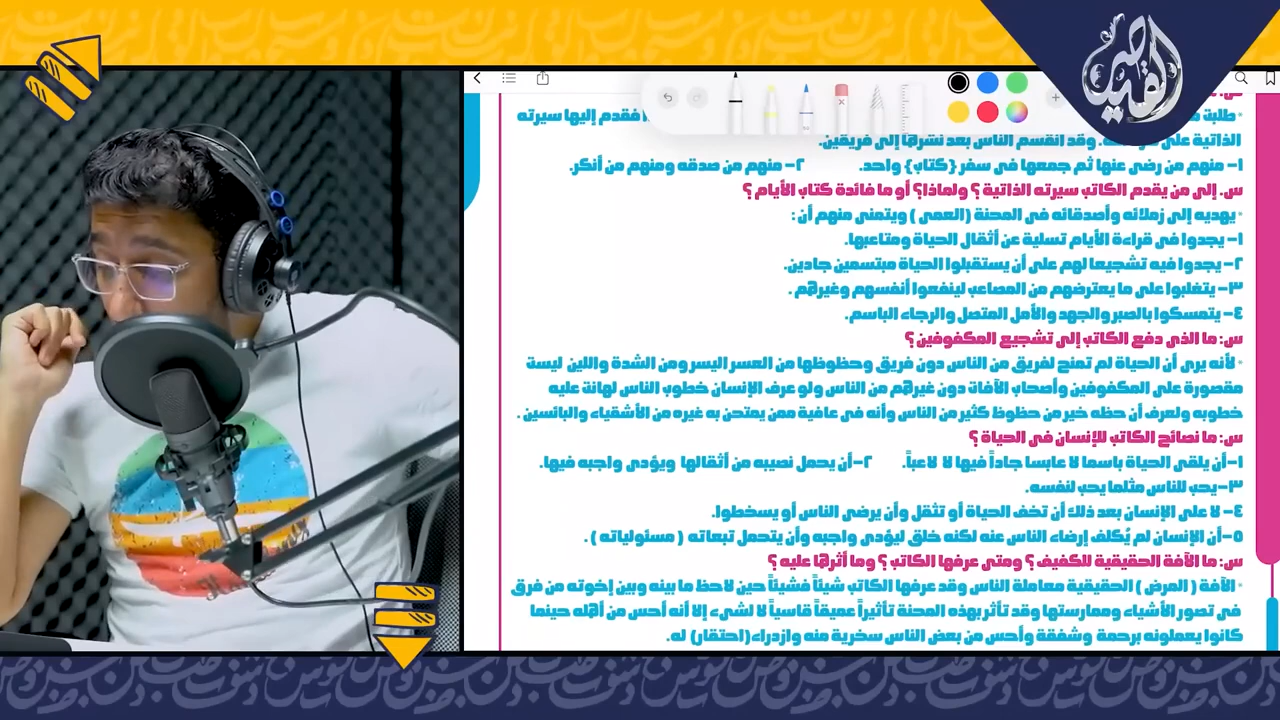 القيصر
فقدم إليها سيرته
الذاتية على وقد انقسم الناس بعد نشرها إلى فريقين.
١- منهم من رضى عنها ثم جمعها فى سفر {كتاب} واحد. ٢- منهم من صدقه ومنهم من أنكر.
س. إلى من يقدم الكاتب سيرته الذاتية ؟ ولماذا؟ أو ما فائدة كتاب الأيام ؟
* يهديه إلى زملائه وأصدقائه فى المحنة (العمى ) ويتمنى منهم أن :
١- يجدوا فى قراءة الأيام تسلية عن أثقال الحياة ومتاعبها.
٢- يجدوا فيه تشجيعا لهم على أن يستقبلوا الحياة مبتسمين جادين.
٣- يتغلبوا على ما يعترضهم من المصاعب لينفعوا أنفسهم وغيرهم .
٤- يتمسكوا بالصبر والجهد والأمل المتصل والرجاء الباسم.
س: ما الذى دفع الكاتب إلى تشجيع المكفوفين ؟
* لأنه يرى أن الحياة لم تمنح لفريق من الناس دون فريق وحظوظها من العسر اليسر ومن الشدة واللين ليست
مقصورة على المكفوفين وأصحاب الآفات دون غيرهم من الناس ولو عرف الإنسان خطوب الناس لهانت عليه
خطوبه ولعرف أن حظه خير من حظوظ كثير من الناس وأنه فى عافية ممن يمتحن به غيره من الأشقياء والبائسين .
س: ما نصائح الكاتب للإنسان فى الحياة ؟
١-أن يلقى الحياة باسما لا عابسا جاداً فيها لا لاعباً. ٢-أن يحمل نصيبه من أثقالها ويؤدى واجبه فيها.
٣-يحب للناس مثلما يحب لنفسه.
٤- لا على الإنسان بعد ذلك أن تخف الحياة أو تثقل وأن يرضى الناس أو يسخطوا.
٥-أن الإنسان لم يُكلف إرضاء الناس عنه لكنه خلق ليؤدى واجبه وأن يتحمل تبعاته ( مسئولياته ) .
س: ما الآفة الحقيقية للكفيف ؟ ومتى عرفها الكاتب ؟ وما أثرها عليه ؟
* الآفة ( المرض ) الحقيقية معاملة الناس وقد عرفها الكاتب شيئاً فشيئاً حين لاحظ ما بينه وبين إخوته من فرق
فى تصور الأشياء وممارستها وقد تأثر بهذه المحنة تأثيراً عميقاً قاسياً لا لشىء إلا أنه أحس من أهله حينما
كانوا يعملونه برحمة وشفقة وأحس من بعض الناس سخرية منه وازدراء(احتقار) له.